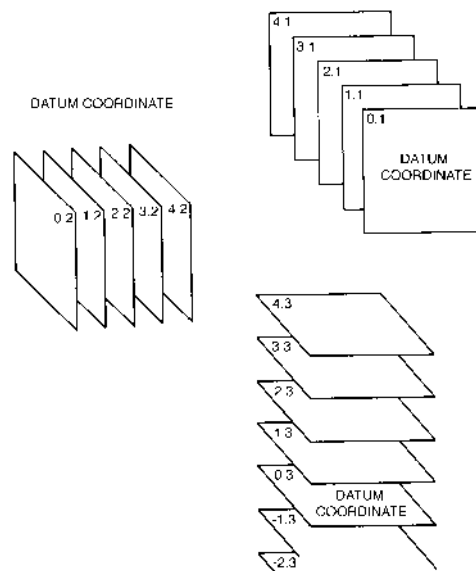 DATUM COORDINATE
0.2 1.2 2.2 3.2 4.2
4.1
3.1
2.1
1.1
0.1
DATUM
COORDINATE
4.3
3.3
2.3
1.3
0.3
DATUM
COORDINATE
-1.3
-2.3